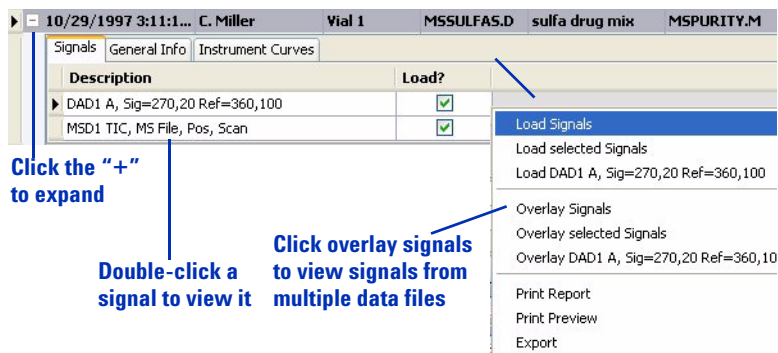 10/29/1997 3:11:1... C. Miller Vial 1 MSSULFAS.D sulfa drug mix MSPURITY.M
Signals General Info Instrument Curves
Description Load?
DAD1 A, Sig=270,20 Ref=360,100
MSD1 TIC, MS File, Pos, Scan
Click the “+”
to expand
Double-click a
signal to view it
Click overlay signals
to view signals from
multiple data files
Load Signals
Load selected Signals
Load DAD1 A, Sig=270,20 Ref=360,100
Overlay Signals
Overlay selected Signals
Overlay DAD1 A, Sig=270,20 Ref=360,10
Print Report
Print Preview
Export